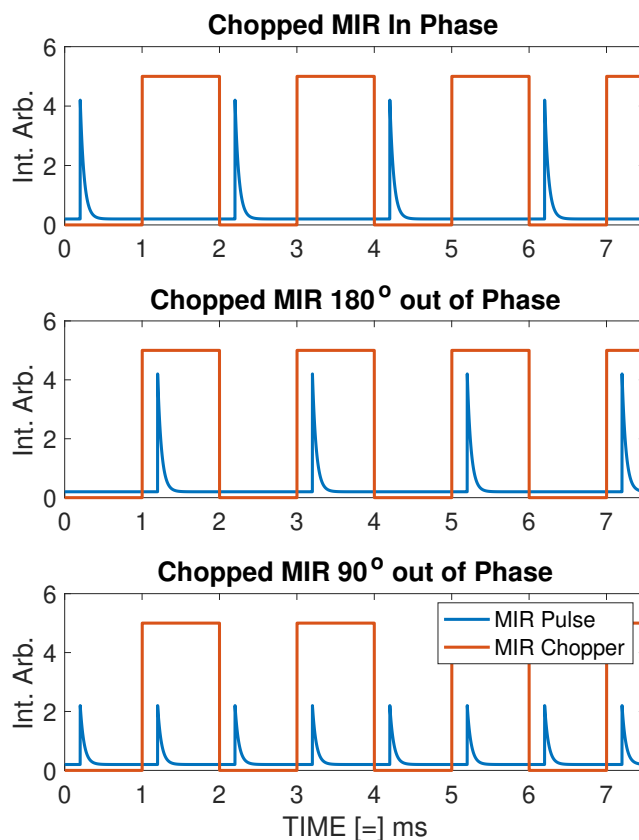 Chopped MIR In Phase
6
4
2
0
Int. Arb.
0 1 2 3 4 5 6 7
Chopped MIR 180° out of Phase
6
4
2
0
Int. Arb.
0 1 2 3 4 5 6 7
Chopped MIR 90° out of Phase
6
4
2
0
Int. Arb.
MIR Pulse
MIR Chopper
0 1 2 3 4 5 6 7
TIME [=] ms